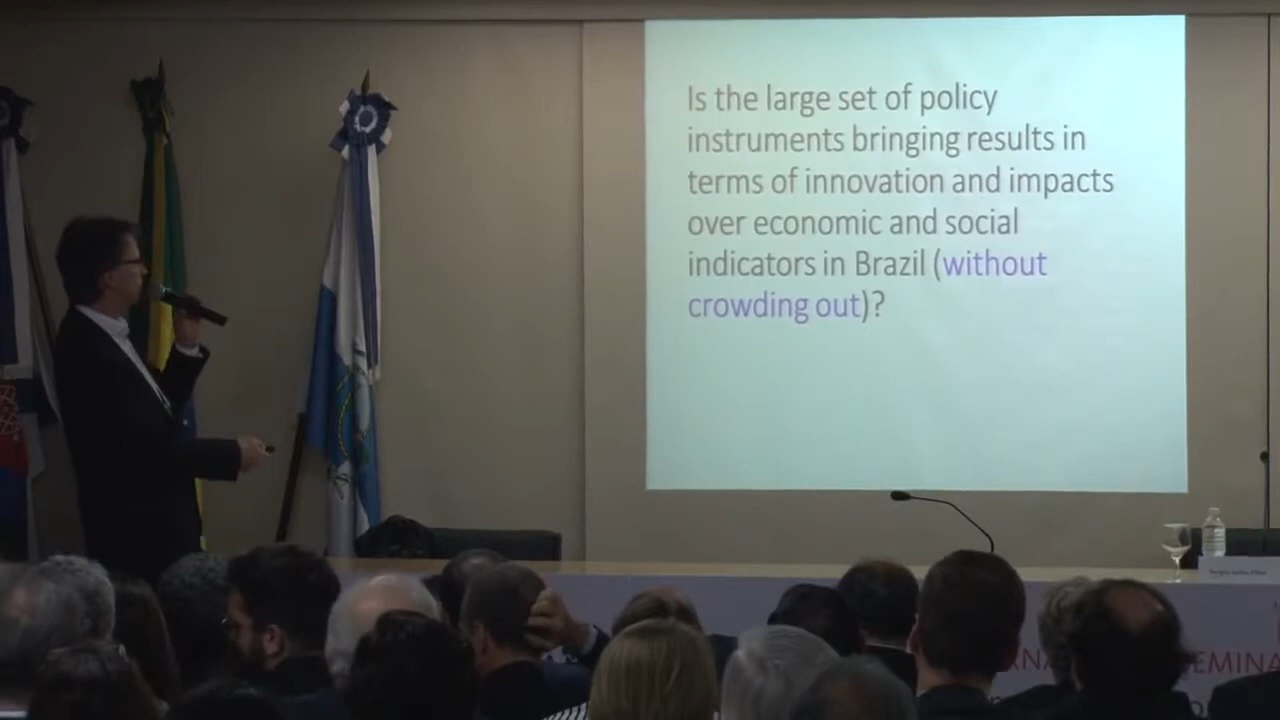 Is the large set of policy
instruments bringing results in
terms of innovation and impacts
over economic and social
indicators in Brazil (without
crowding out)?